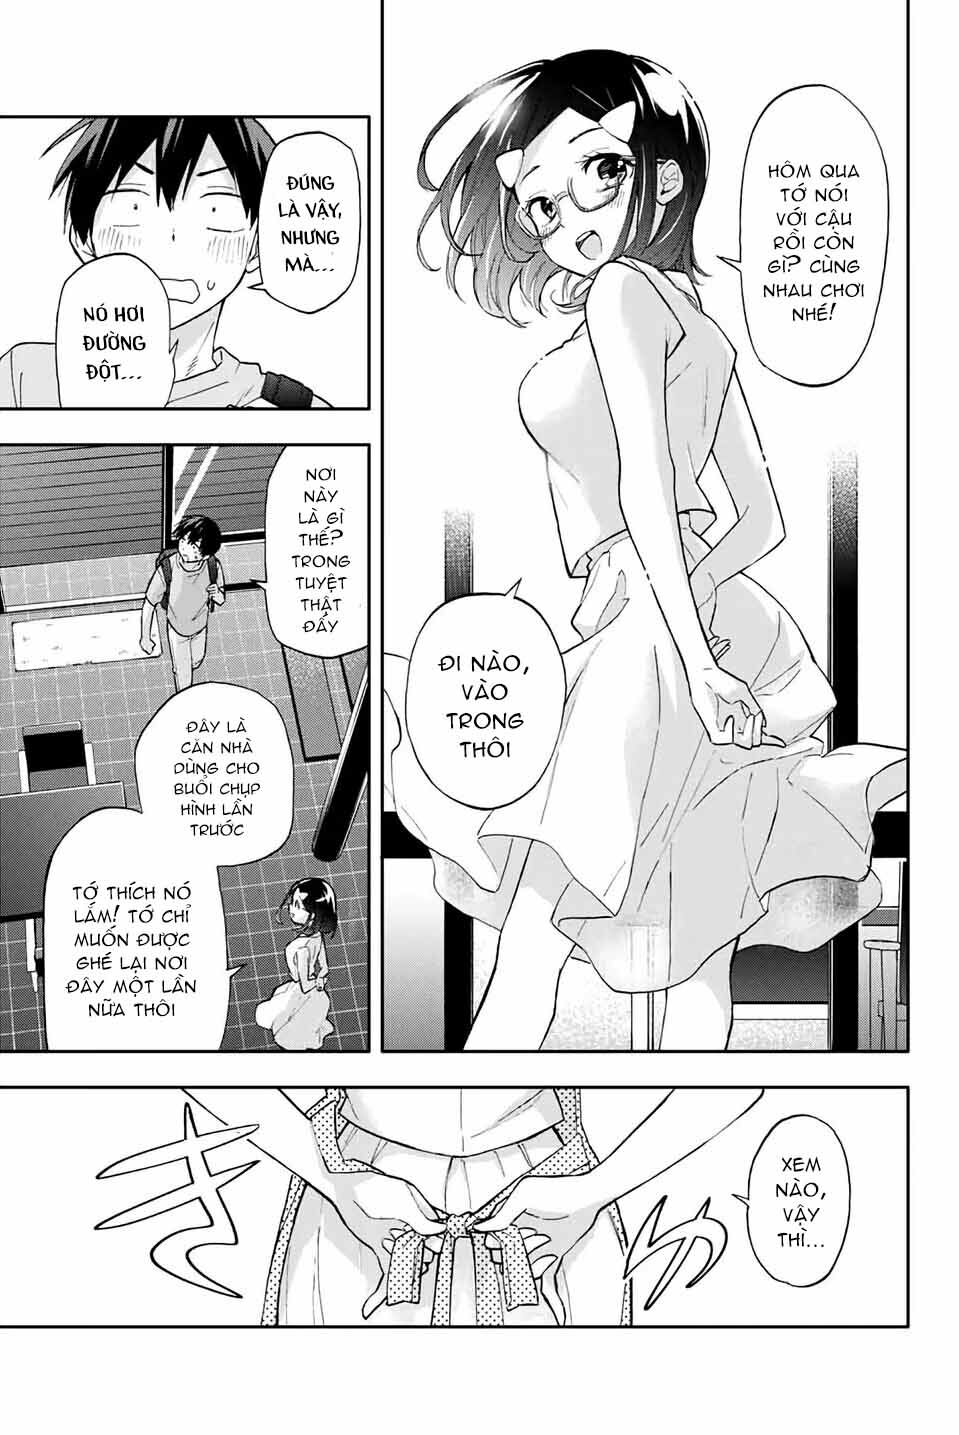 HÔM QUA
TỚ NÓI
VỚI CẬU
RỒI CÒN
GÌ? CÙNG
NHAU CHƠI
NHÉ!
ĐI NÀO,
VÀO
TRONG
THÔI
ĐÚNG
LÀ VẬY,
NHƯNG
MÀ...
NÓ HƠI
ĐƯỜNG
ĐỘT...
NƠI
NÀY
LÀ GÌ
THẾ?
TRONG
TUYỆT
THẬT
ĐẤY
ĐÂY LÀ
CĂN NHÀ
DÙNG CHO
BUỔI CHỤP
HÌNH LẦN
TRƯỚC
TỚ THÍCH NÓ
LẮM! TỚ CHỈ
MUỐN ĐƯỢC
GHÉ LẠI NƠI
ĐÂY MỘT LẦN
NỮA THÔI
XEM
NÀO,
VẬY
THÌ...
きゅ